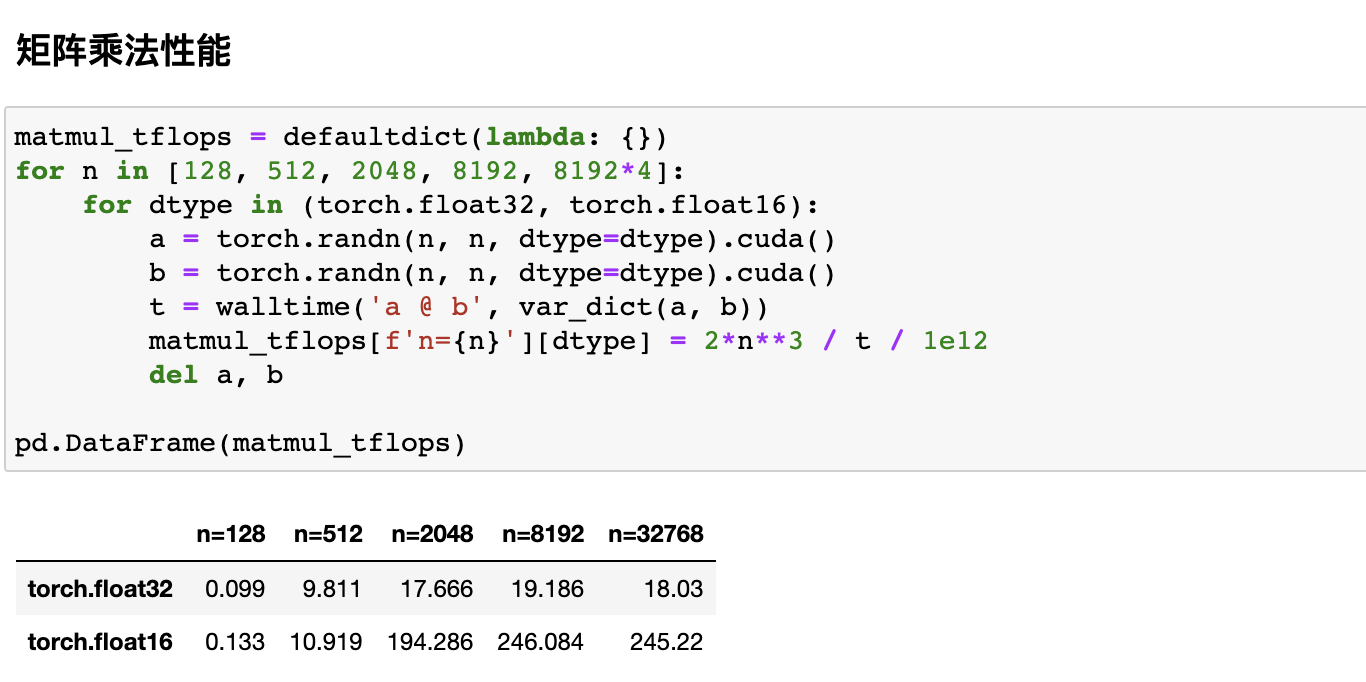 矩阵乘法性能
matmul_tflops = defaultdict(lambda: {})
for n in [128, 512, 2048, 8192, 8192*4]:
    for dtype in (torch.float32, torch.float16):
        a = torch.randn(n, n, dtype=dtype).cuda()
        b = torch.randn(n, n, dtype=dtype).cuda()
        t = walltime('a @ b', var_dict(a, b))
        matmul_tflops[f'n={n}'][dtype] = 2*n**3 / t / 1e12
        del a, b
pd.DataFrame(matmul_tflops)
n=128 n=512 n=2048 n=8192 n=32768
torch.float32 0.099 9.811 17.666 19.186 18.03
torch.float16 0.133 10.919 194.286 246.084 245.22